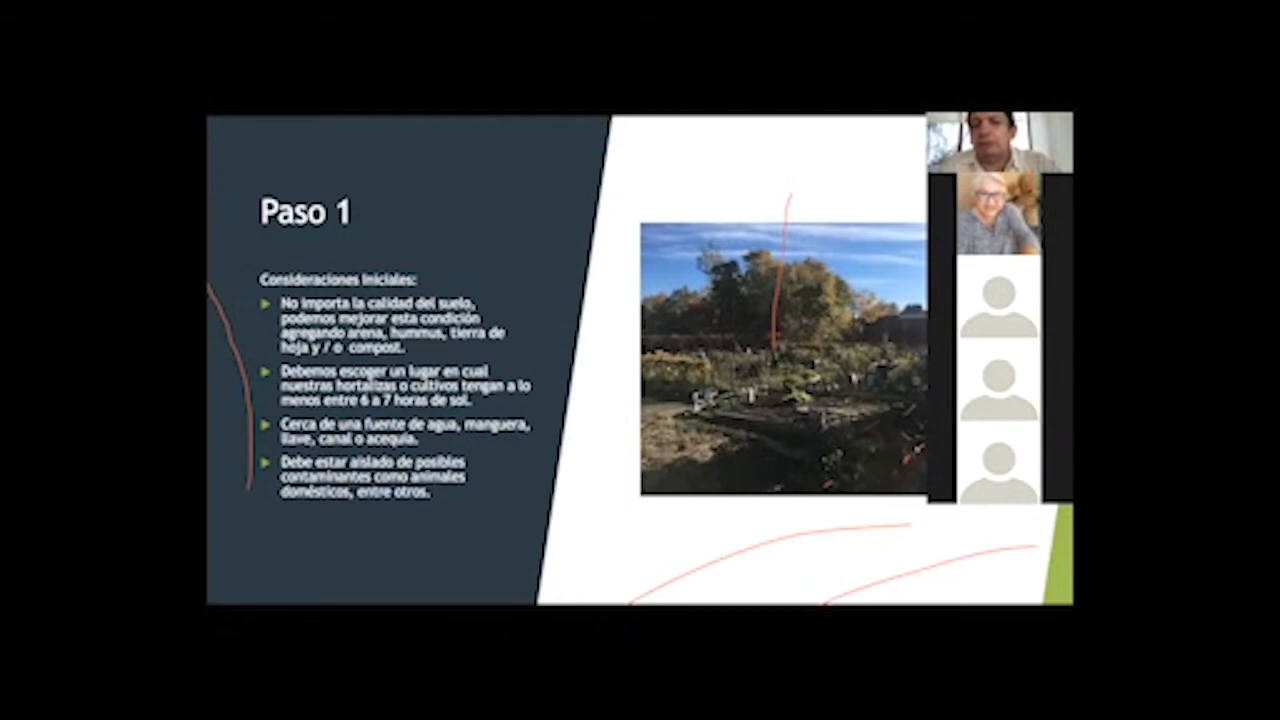 Paso 1
Consideraciones Iniciales:
No importa la calidad del suelo,
podemos mejorar esta condición
agregando arena, hummus, tierra de
hoja y / o compost.
Debemos escoger un lugar en cual
nuestras hortalizas o cultivos tengan a lo
menos entre 6 a 7 horas de sol.
Cerca de una fuente de agua, manguera,
llave, canal o acequia.
Debe estar aislado de posibles
contaminantes como animales
domésticos, entre otros.